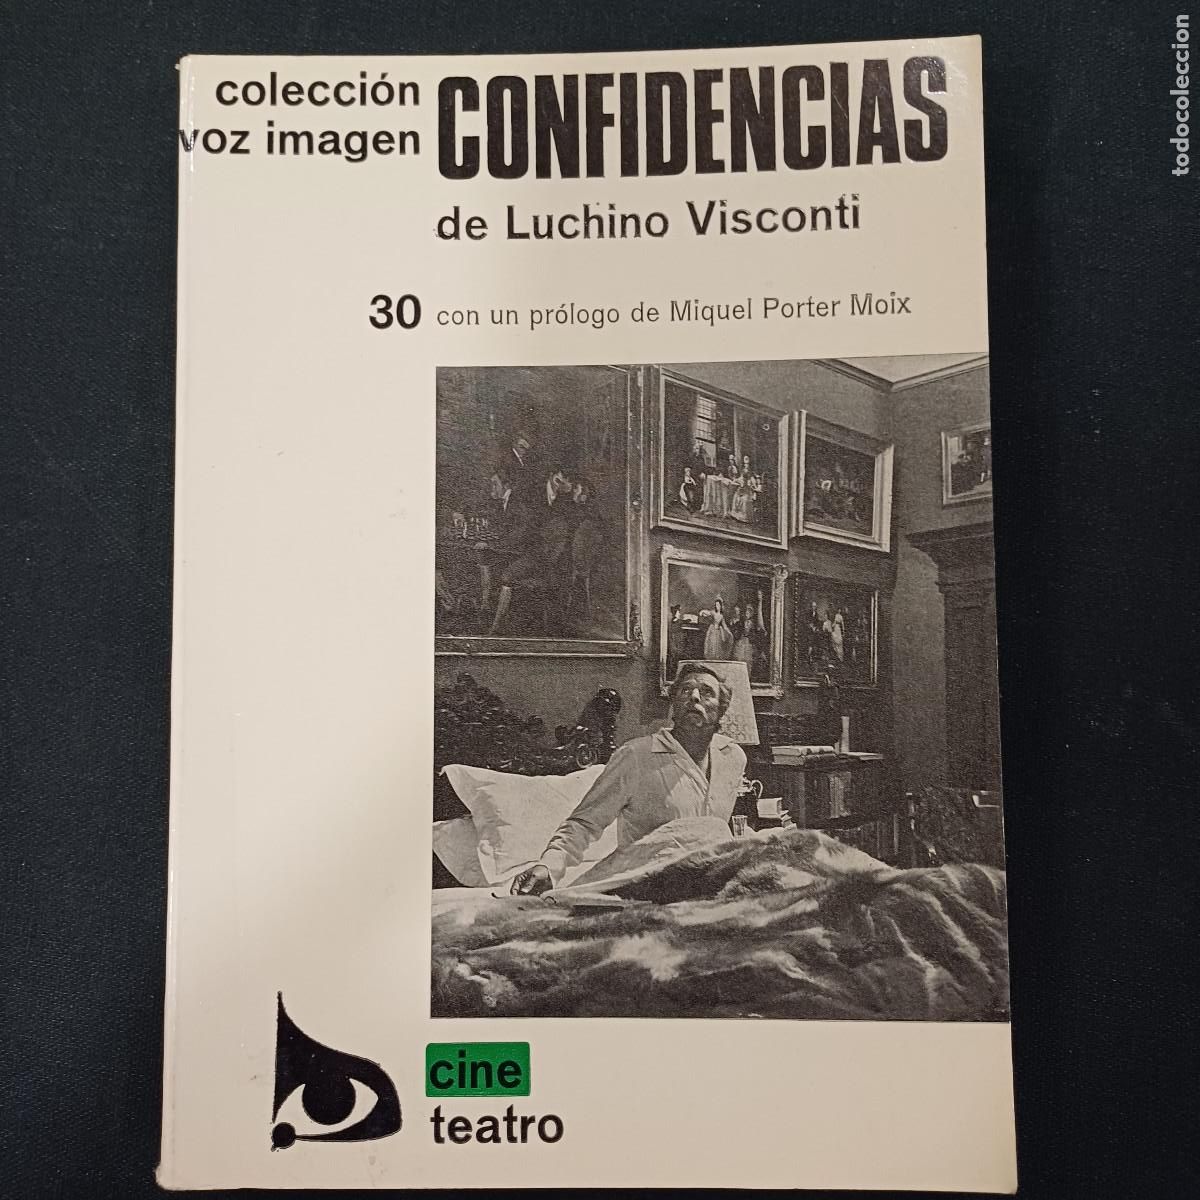 colección
voz imagen
CONFIDENCIAS
de Luchino Visconti
30 con un prólogo de Miquel Porter Moix
cine
teatro
todocoleccion